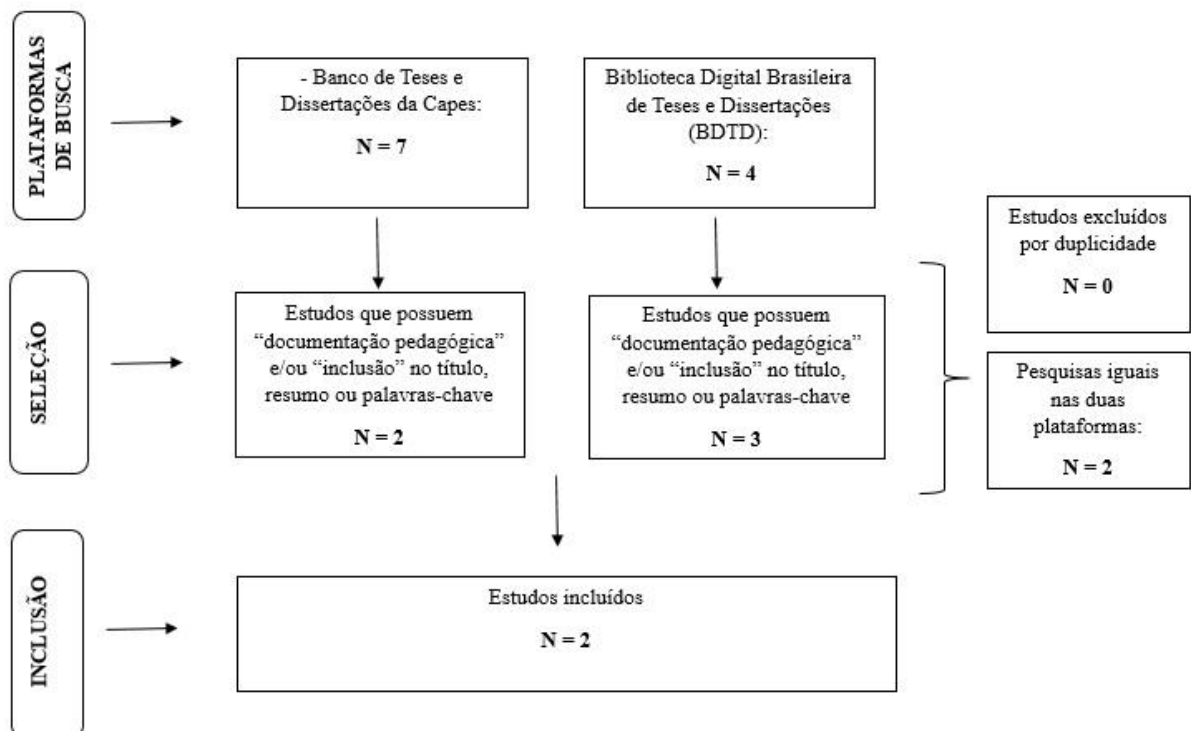 PLATAFORMAS
DE BUSCA
- Banco de Teses e
Dissertações da Capes:
N = 7
Biblioteca Digital Brasileira
de Teses e Dissertações
(BDTD):
N = 4
Estudos excluídos
por duplicidade
N = 0
SELEÇÃO
Estudos que possuem
“documentação pedagógica”
e/ou “inclusão” no título,
resumo ou palavras-chave
N = 2
Estudos que possuem
“documentação pedagógica”
e/ou “inclusão” no título,
resumo ou palavras-chave
N = 3
Pesquisas iguais
nas duas
plataformas:
N = 2
INCLUSÃO
Estudos incluídos
N = 2